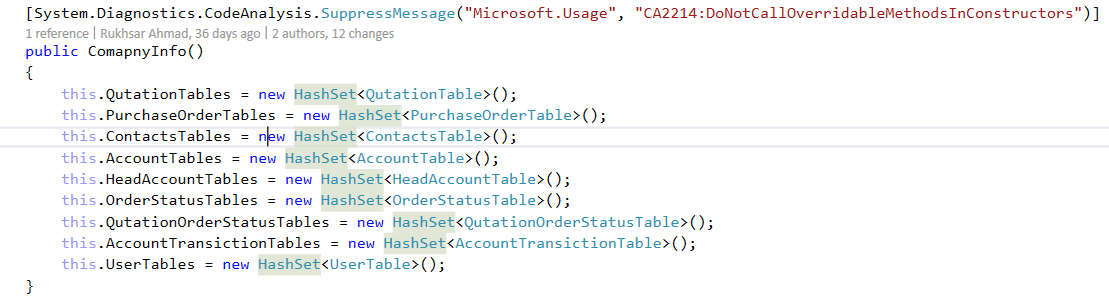 [System.Diagnostics.CodeAnalysis.SuppressMessage("Microsoft.Usage", "CA2214:DoNotCallOverridableMethodsInConstructors")]
1 reference | Rukhsar Ahmad, 36 days ago | 2 authors, 12 changes
public ComapnyInfo()
{
this.QutationTables = new HashSet<QutationTable>();
this.PurchaseOrderTables = new HashSet<PurchaseOrderTable>();
this.ContactsTables = new HashSet<ContactsTable>();
this.AccountTables = new HashSet<AccountTable>();
this.HeadAccountTables = new HashSet<HeadAccountTable>();
this.OrderStatusTables = new HashSet<OrderStatusTable>();
this.QutationOrderStatusTables = new HashSet<QutationOrderStatusTable>();
this.AccountTransictionTables = new HashSet<AccountTransictionTable>();
this.UserTables = new HashSet<UserTable>();
}